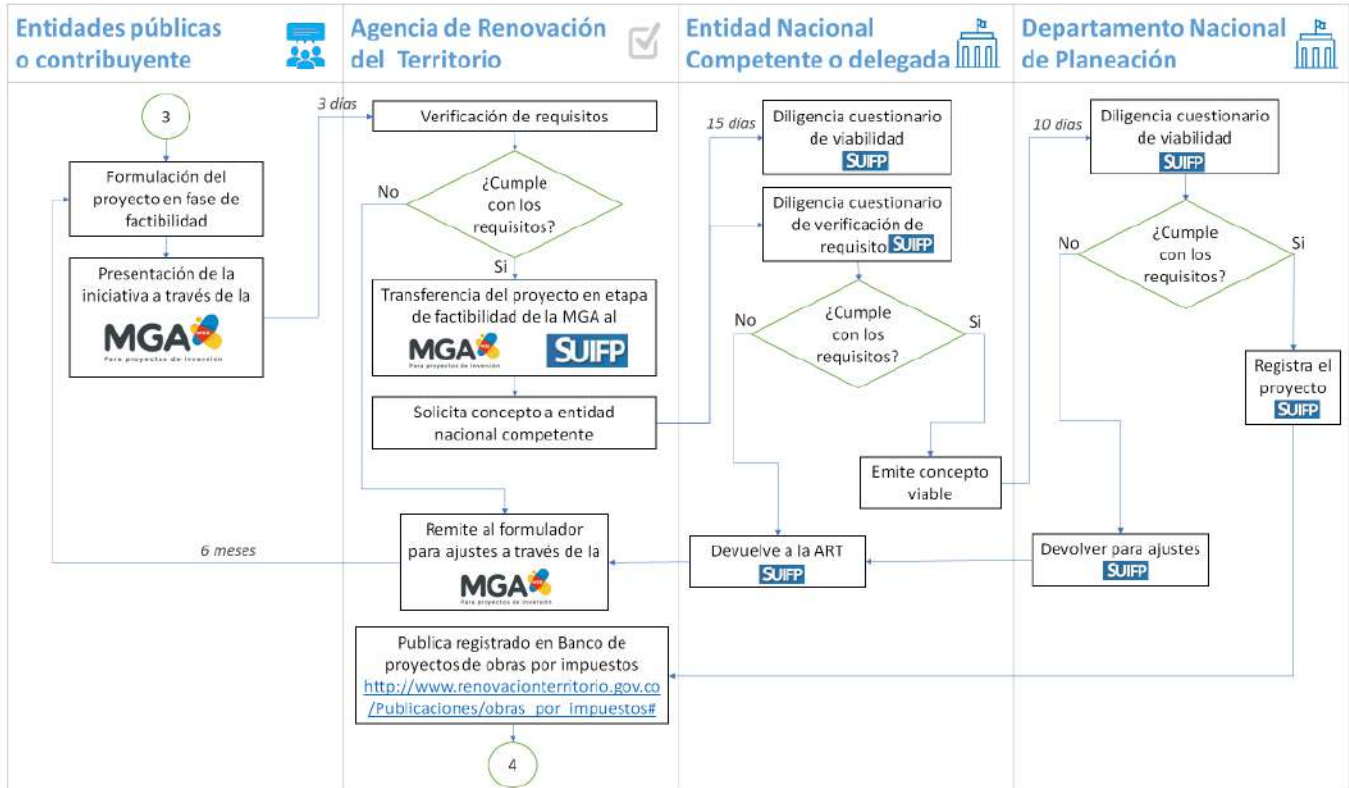 Entidades públicas
o contribuyente
Agencia de Renovación
del Territorio
Entidad Nacional
Competente o delegada
Departamento Nacional
de Planeación
3
Formulación del
proyecto en fase de
factibilidad
Presentación de la
iniciativa a través de la
MGA WEB
Para proyectos de inversión
6 meses
3 días
Verificación de requisitos
¿Cumple
con los
requisitos?
No
Si
Transferencia del proyecto en etapa
de factibilidad de la MGA al
MGA WEB
Para proyectos de inversión
SUIFP
Solicita concepto a entidad
nacional competente
Remite al formulador
para ajustes a través de la
MGA WEB
Para proyectos de inversión
Publica registrado en Banco de
proyectos de obras por impuestos
http://www.renovacionterritorio.gov.co
/Publicaciones/obras_por_impuestos#
4
15 días
Diligencia cuestionario
de viabilidad
SUIFP
Diligencia cuestionario
de verificación de
requisito SUIFP
¿Cumple
con los
requisitos?
No
Si
Emite concepto
viable
Devuelve a la ART
SUIFP
10 días
Diligencia cuestionario
de viabilidad
SUIFP
¿Cumple
con los
requisitos?
No
Si
Registra el
proyecto
SUIFP
Devolver para ajustes
SUIFP